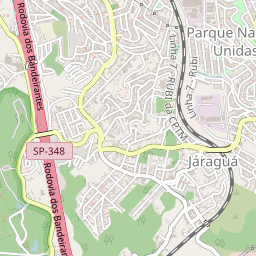 Rodovia dos Bandeirantes
Parque Na
Unidas
Linha 7 - RUBI da CPTM
Linha 7 - Rubi
SP-348
Jaraguá
Rodovia dos Bandeirantes